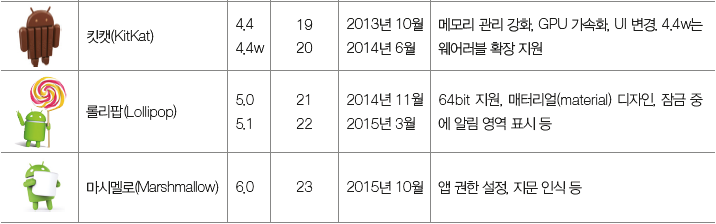 킷캣(KitKat) 4.4 19 2013년 10월 메모리 관리 강화, GPU 가속화, UI 변경. 4.4w는
4.4w 20 2014년 6월 웨어러블 확장 지원
롤리팝(Lollipop) 5.0 21 2014년 11월 64bit 지원, 매터리얼(material) 디자인, 잠금 중
5.1 22 2015년 3월 에 알림 영역 표시 등
마시멜로(Marshmallow) 6.0 23 2015년 10월 앱 권한 설정, 지문 인식 등